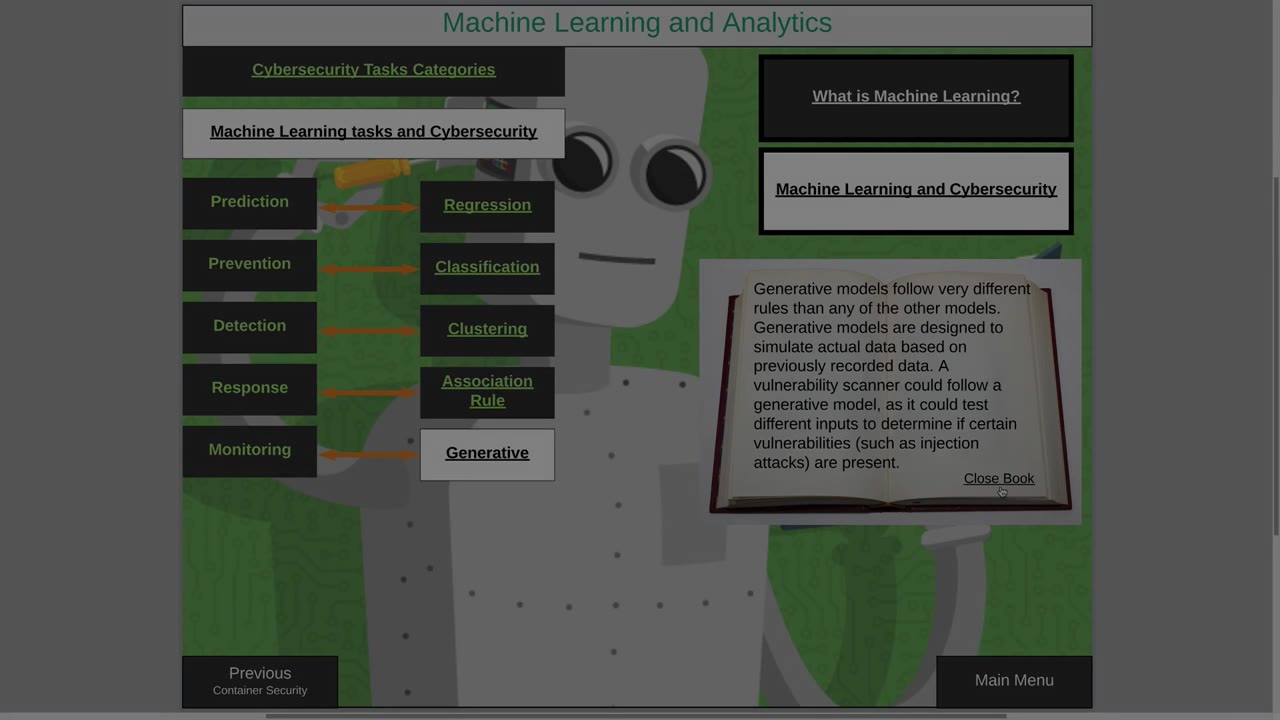 Machine Learning and Analytics
Cybersecurity Tasks Categories
Machine Learning tasks and Cybersecurity
What is Machine Learning?
Machine Learning and Cybersecurity
Prediction
Regression
Prevention
Classification
Detection
Clustering
Response
Association
Rule
Monitoring
Generative
Generative models follow very different
rules than any of the other models.
Generative models are designed to
simulate actual data based on
previously recorded data. A
vulnerability scanner could follow a
generative model, as it could test
different inputs to determine if certain
vulnerabilities (such as injection
attacks) are present.
Close Book
Previous
Container Security
Main Menu